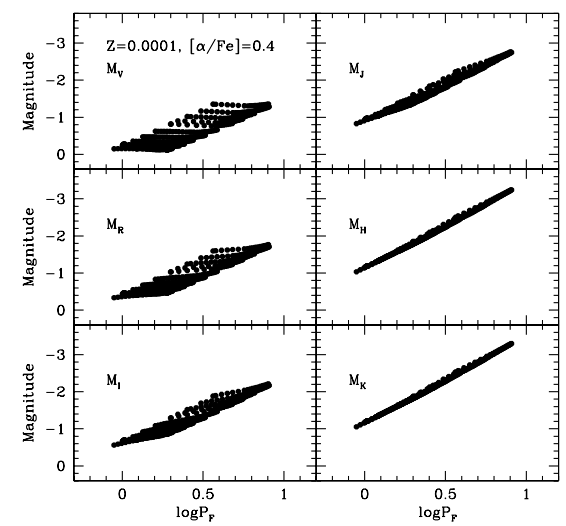 Z=0.0001, [α/Fe]=0.4
M_V
M_J
-3
-2
-1
0
Magnitude
M_R
M_H
-3
-2
-1
0
Magnitude
M_I
M_K
-3
-2
-1
0
Magnitude
0 0.5 1 0 0.5 1
logP_F logP_F